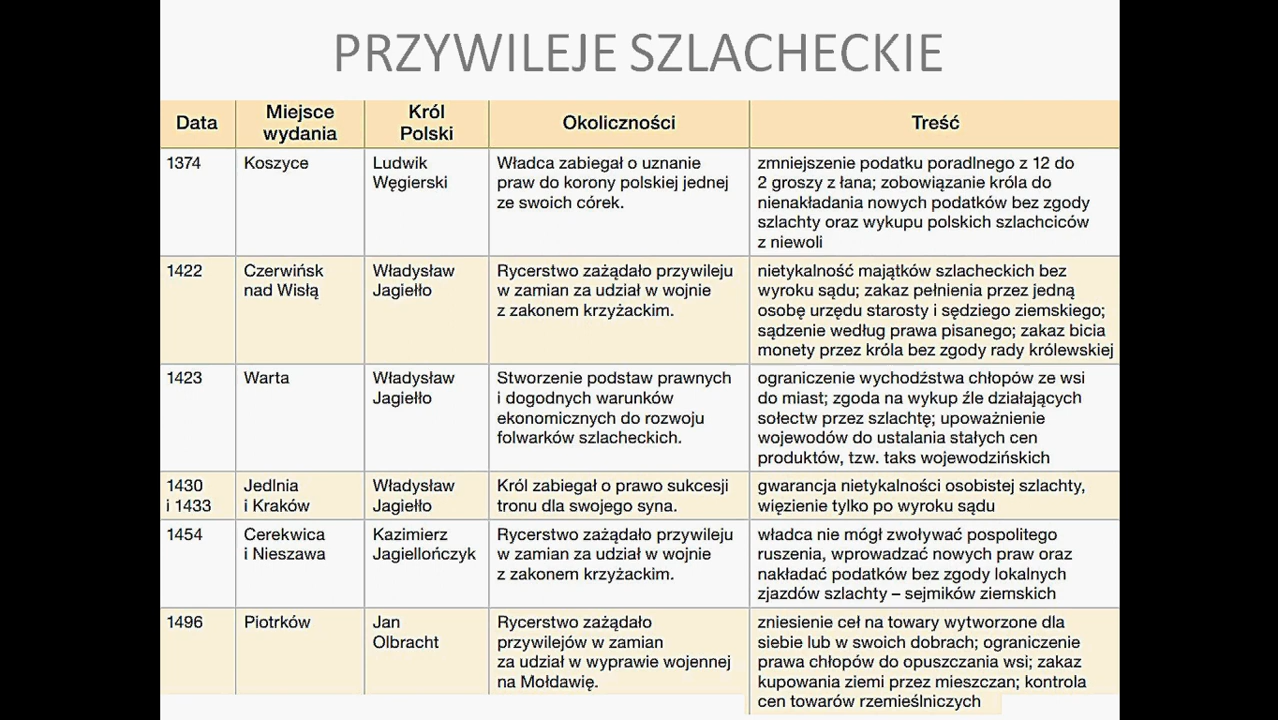 PRZYWILEJE SZLACHECKIE
Data
Miejsce
wydania
Król
Polski
Okoliczności
Treść
1374
Koszyce
Ludwik
Węgierski
Władca zabiegał o uznanie
praw do korony polskiej jednej
ze swoich córek.
zmniejszenie podatku poradlnego z 12 do
2 groszy z łana; zobowiązanie króla do
nienakładania nowych podatków bez zgody
szlachty oraz wykupu polskich szlachciców
z niewoli
1422
Czerwińsk
nad Wisłą
Władysław
Jagiełło
Rycerstwo zażądało przywileju
w zamian za udział w wojnie
z zakonem krzyżackim.
nietykalność majątków szlacheckich bez
wyroku sądu; zakaz pełnienia przez jedną
osobę urzędu starosty i sędziego ziemskiego;
sądzenie według prawa pisanego; zakaz bicia
monety przez króla bez zgody rady królewskiej
1423
Warta
Władysław
Jagiełło
Stworzenie podstaw prawnych
i dogodnych warunków
ekonomicznych do rozwoju
folwarków szlacheckich.
ograniczenie wychodźstwa chłopów ze wsi
do miast; zgoda na wykup źle działających
sołectw przez szlachtę; upoważnienie
wojewodów do ustalania stałych cen
produktów, tzw. taks wojewodzińskich
1430
i 1433
Jedlnia
i Kraków
Władysław
Jagiełło
Król zabiegał o prawo sukcesji
tronu dla swojego syna.
gwarancja nietykalności osobistej szlachty,
więzienie tylko po wyroku sądu
1454
Cerekwica
i Nieszawa
Kazimierz
Jagiellończyk
Rycerstwo zażądało przywileju
w zamian za udział w wojnie
z zakonem krzyżackim.
władca nie mógł zwoływać pospolitego
ruszenia, wprowadzać nowych praw oraz
nakładać podatków bez zgody lokalnych
zjazdów szlachty – sejmików ziemskich
1496
Piotrków
Jan
Olbracht
Rycerstwo zażądało
przywilejów w zamian
za udział w wyprawie wojennej
na Mołdawię.
zniesienie ceł na towary wytworzone dla
siebie lub w swoich dobrach; ograniczenie
prawa chłopów do opuszczania wsi; zakaz
kupowania ziemi przez mieszczan; kontrola
cen towarów rzemieślniczych